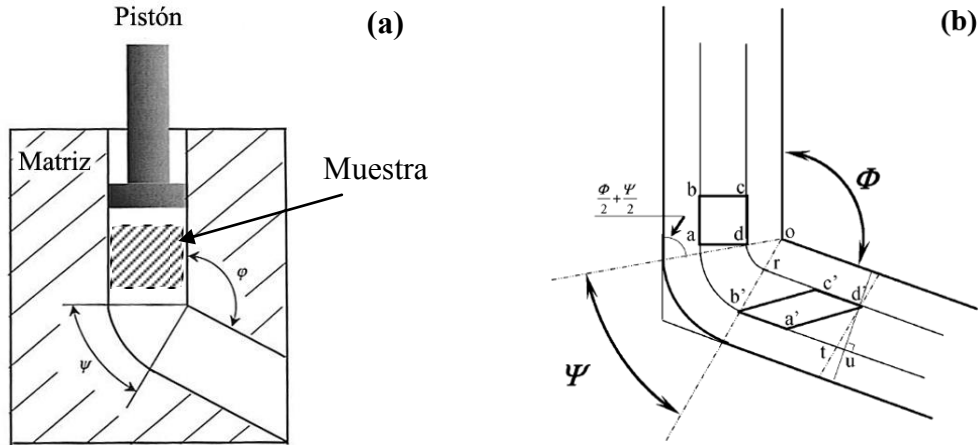 Pistón
(a)
Matriz
Muestra
φ
ψ
(b)
Φ/2 + Ψ/2
b
c
a
d
o
Φ
r
b’
c’
d’
a’
t
u
Ψ